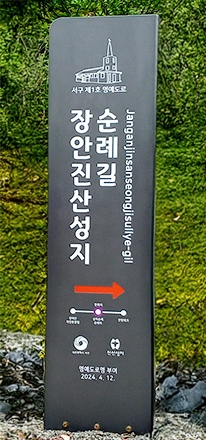 서구 제1호 명예도로
장안진산성지
순례길
Janganjinsanseongjisullye-gil
명예도로명 부여
2024. 4. 12.